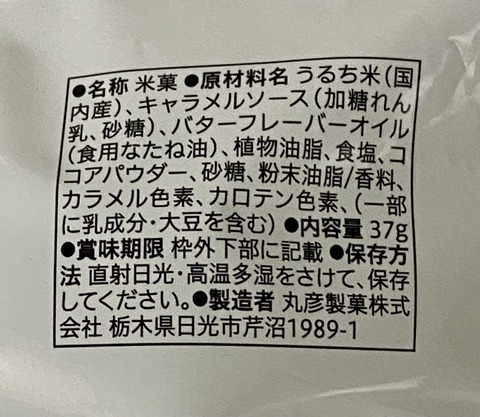 ●名称 米菓 ●原材料名 うるち米(国
内産)、キャラメルソース(加糖れん
乳、砂糖)、バターフレーバーオイル
(食用なたね油)、植物油脂、食塩、コ
コアパウダー、砂糖、粉末油脂/香料、
カラメル色素、カロテン色素、(一部
に乳成分・大豆を含む) ●内容量 37g
●賞味期限 枠外下部に記載 ●保存方
法 直射日光・高温多湿をさけて、保存
してください。●製造者 丸彦製菓株式
会社 栃木県日光市芹沼1989-1